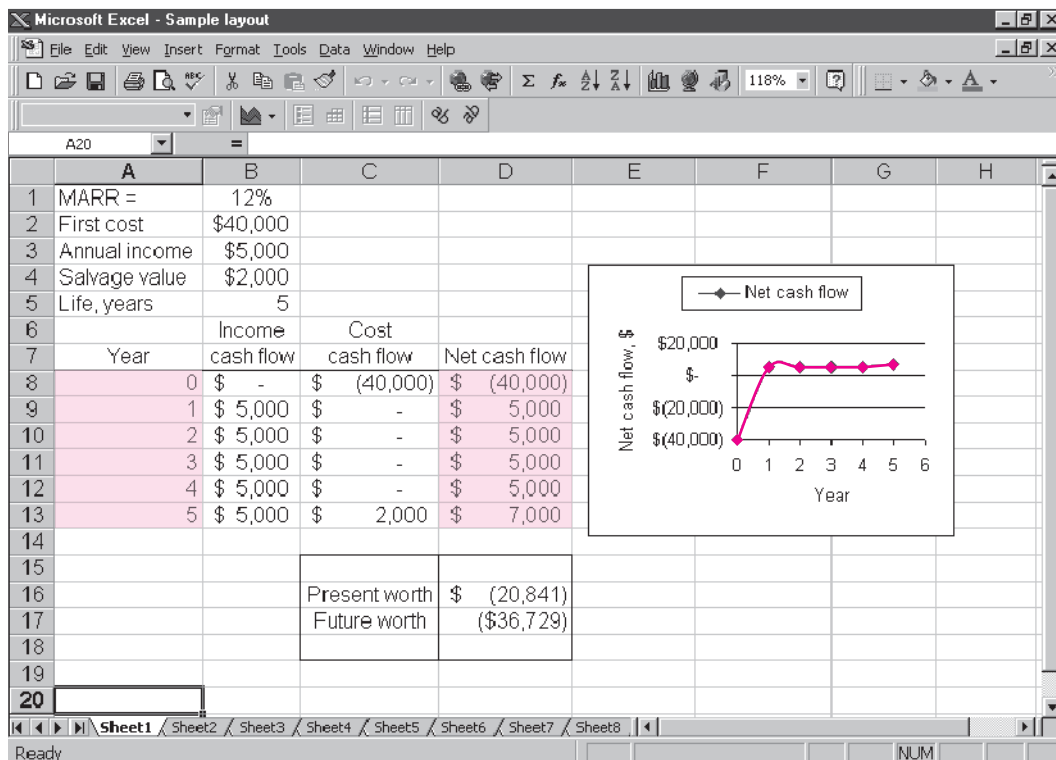 Microsoft Excel - Sample layout
File Edit View Insert Format Tools Data Window Help
ABC Σ fx A Z Z A 118% ? A
A20 =
A B C D E F G H
1 MARR = 12%
2 First cost $40,000
3 Annual income $5,000
4 Salvage value $2,000
5 Life, years 5
6 Income Cost
7 Year cash flow cash flow Net cash flow
8 0 $ - $ (40,000) $ (40,000)
9 1 $ 5,000 $ - $ 5,000
10 2 $ 5,000 $ - $ 5,000
11 3 $ 5,000 $ - $ 5,000
12 4 $ 5,000 $ - $ 5,000
13 5 $ 5,000 $ 2,000 $ 7,000
14
15
16 Present worth $ (20,841)
17 Future worth ($36,729)
18
19
20
Net cash flow
Net cash flow, $
$20,000
$-
$(20,000)
$(40,000)
0 1 2 3 4 5 6
Year
Sheet1 Sheet2 Sheet3 Sheet4 Sheet5 Sheet6 Sheet7 Sheet8
Ready NUM